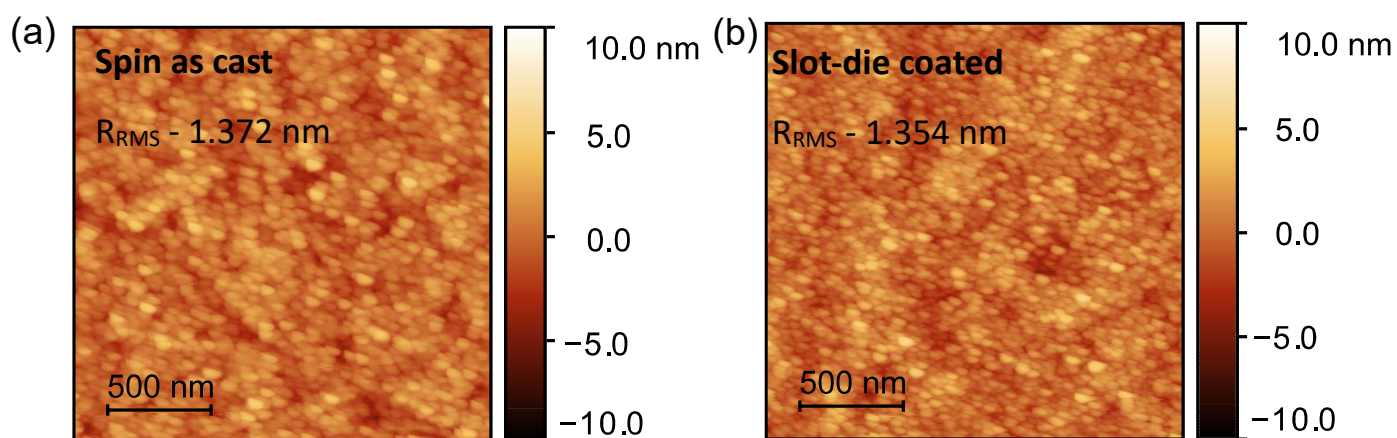 (a)
Spin as cast
R_RMS - 1.372 nm
500 nm
10.0 nm
5.0
0.0
−5.0
−10.0
(b)
Slot-die coated
R_RMS - 1.354 nm
500 nm
10.0 nm
5.0
0.0
−5.0
−10.0